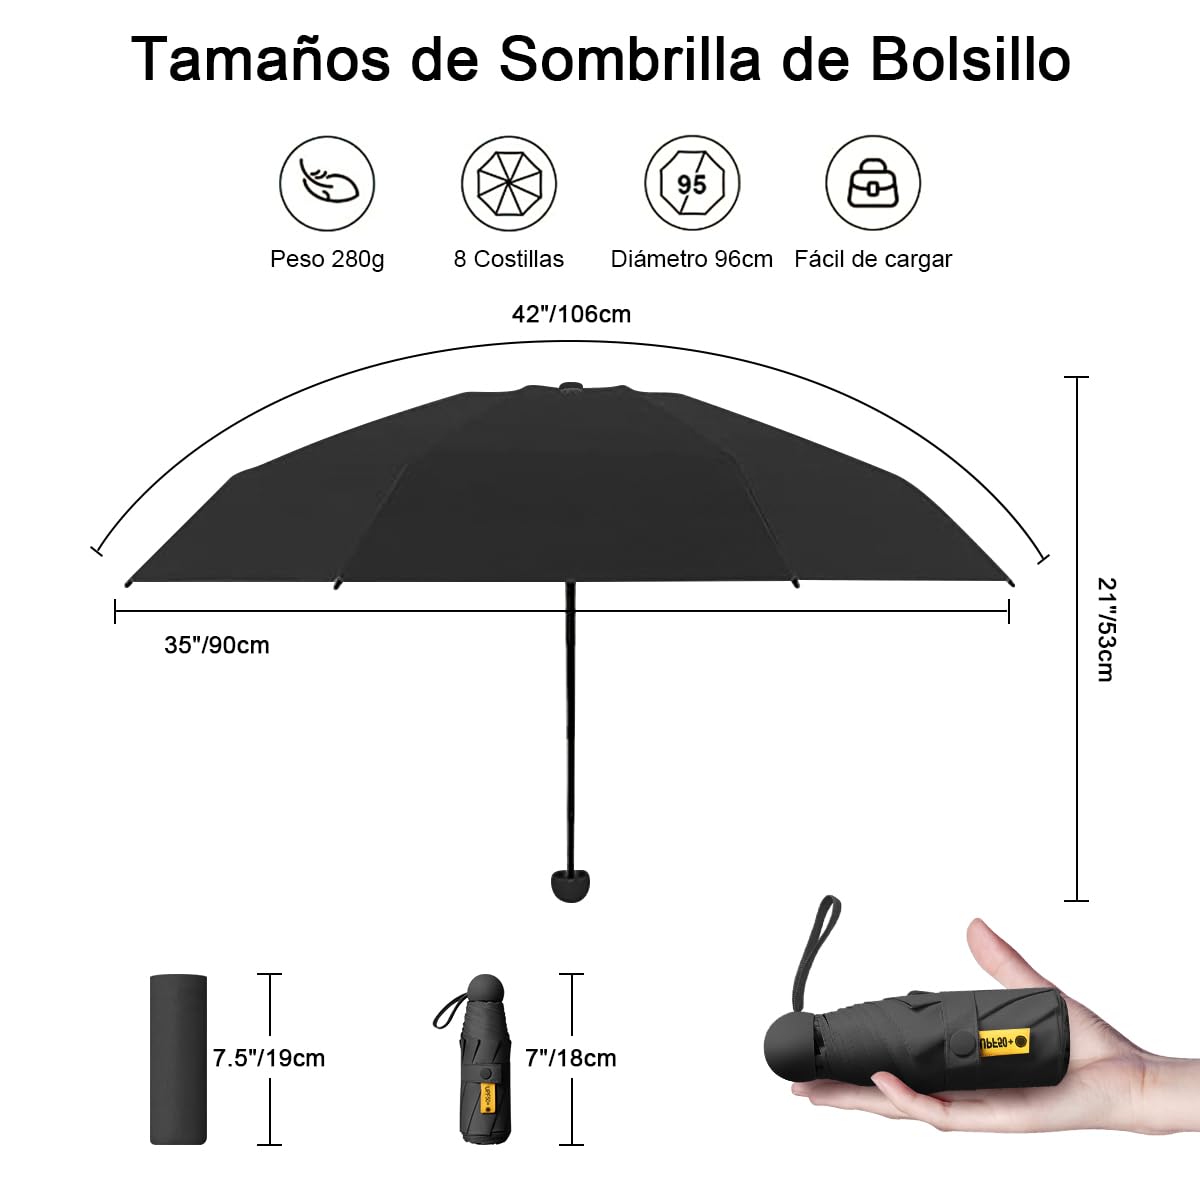 Tamaños de Sombrilla de Bolsillo
95
Peso 280g
8 Costillas
Diámetro 96cm
Fácil de cargar
42"/106cm
35"/90cm
21"/53cm
7.5"/19cm
7"/18cm
UPF50+
UPF50+